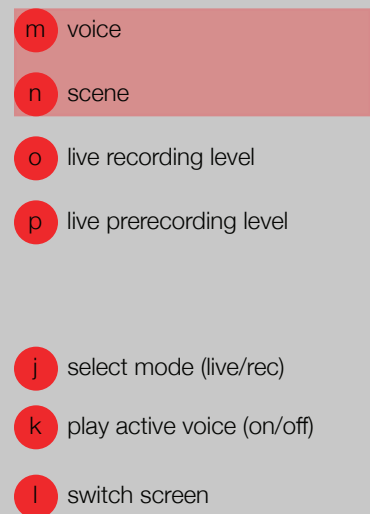 m voice
n scene
o live recording level
p live prerecording level
j select mode (live/rec)
k play active voice (on/off)
l switch screen